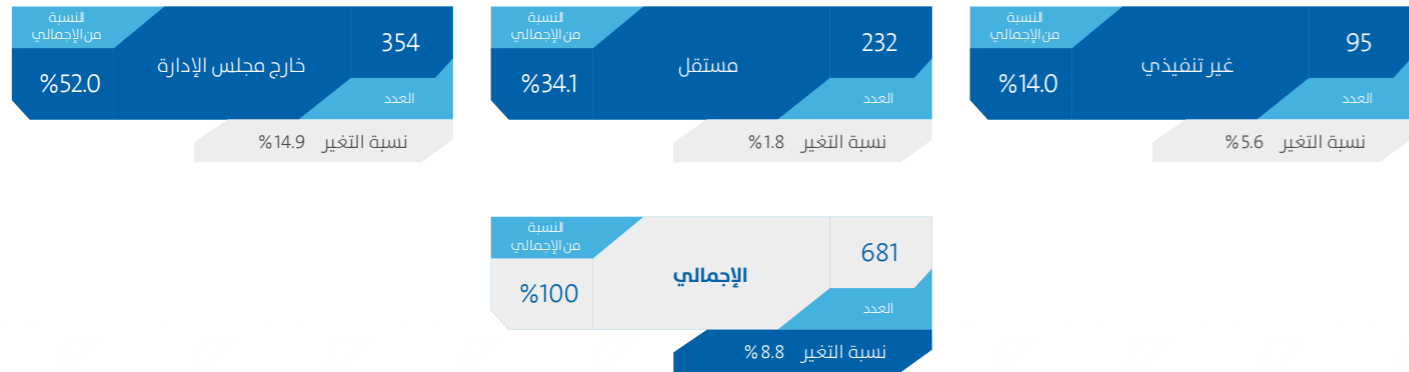 95
العدد
غير تنفيذي
النسبة
من الإجمالي
%14.0
نسبة التغير 5.6%
232
العدد
مستقل
النسبة
من الإجمالي
%34.1
نسبة التغير 1.8%
354
العدد
خارج مجلس الإدارة
النسبة
من الإجمالي
%52.0
نسبة التغير 14.9%
681
العدد
الإجمالي
النسبة
من الإجمالي
%100
نسبة التغير 8.8%